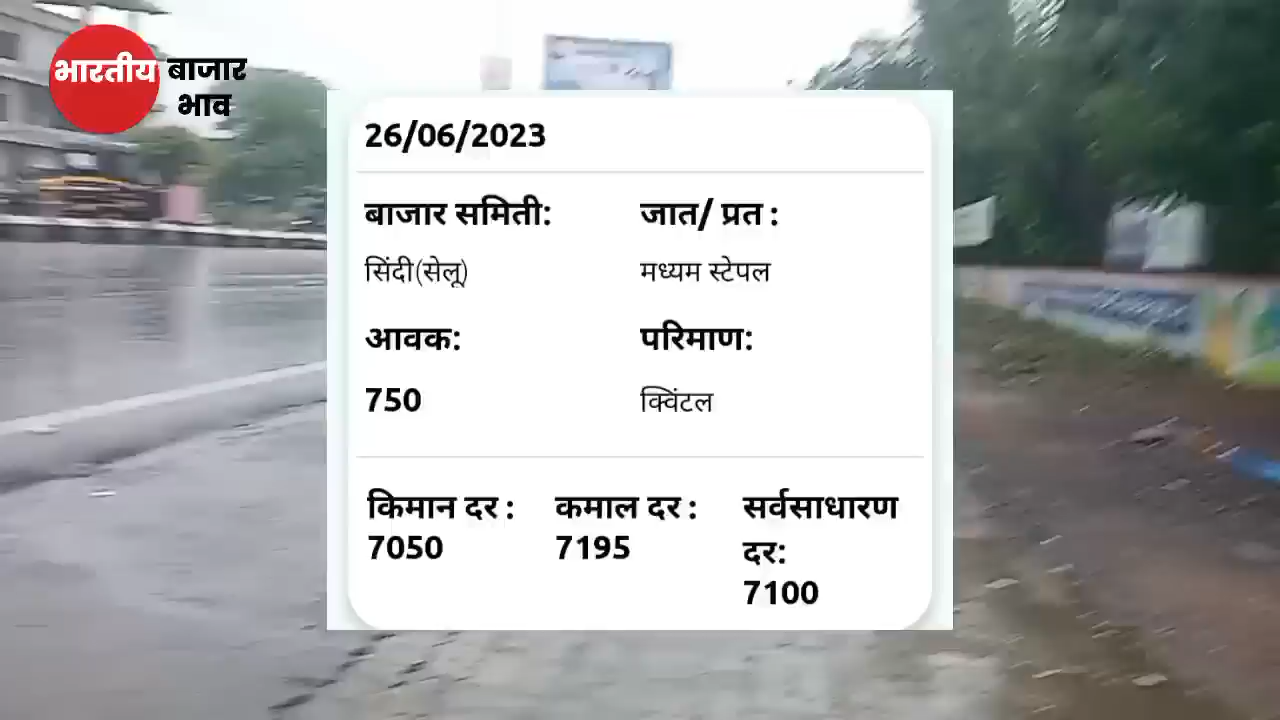 भारतीय बाजार
भाव
26/06/2023
बाजार समिती:
जात/ प्रत :
सिंदी(सेलू)
मध्यम स्टेपल
आवक:
परिमाण:
750
क्विंटल
किमान दर :
कमाल दर :
सर्वसाधारण
दर:
7050
7195
7100